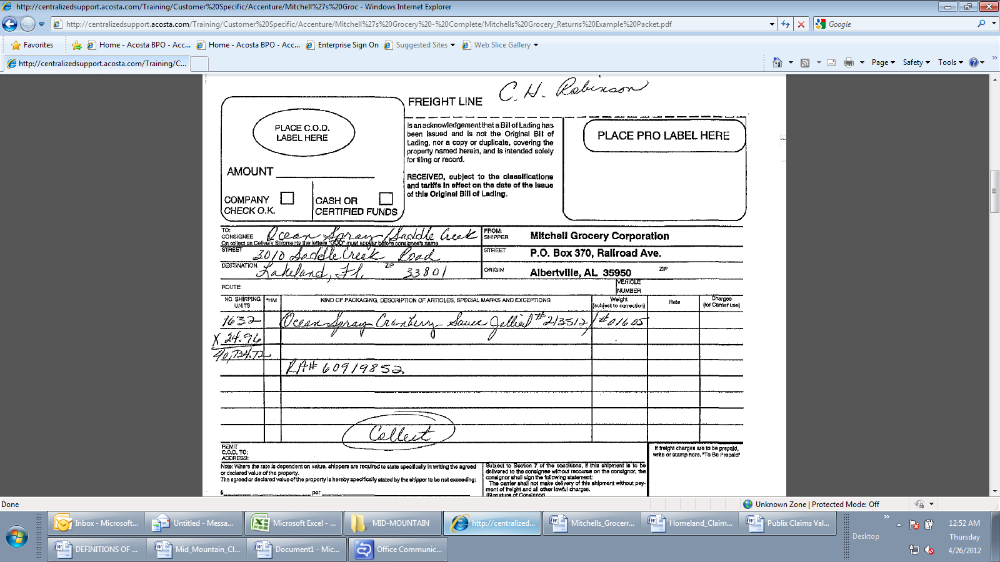 http://centralizedsupport.acosta.com/Training/Customer%20Specific/Accenture/Mitchell%27s%20Groc - Windows Internet Explorer
http://centralizedsupport.acosta.com/Training/Customer%20Specific/Accenture/Mitchell%27s%20Grocery%20-%20Complete/Mitchells%20Grocery_Returns%20Example%20Packet.pdf
Google
Favorites
Home - Acosta BPO - Acc...
Home - Acosta BPO - Acc...
Enterprise Sign On
Suggested Sites
Web Slice Gallery
http://centralizedsupport.acosta.com/Training/C...
Page
Safety
Tools
FREIGHT LINE C. H. Robinson
PLACE C.O.D.
LABEL HERE
AMOUNT
COMPANY
CHECK O.K.
CASH OR
CERTIFIED FUNDS
is an acknowledgement that a Bill of Lading has
been issued and is not the Original Bill of
Lading, nor a copy or duplicate, covering the
property named herein, and is intended solely
for filing or record.
RECEIVED, subject to the classifications
and tariffs in effect on the date of the issue
of this Original Bill of Lading.
PLACE PRO LABEL HERE
TO:
CONSIGNEE Ocean Spray/Saddle Creek
On collect on Delivery Shipments the letters "COD" must appear before consignee's name
STREET 3010 Saddle Creek Road
DESTINATION Lakeland, Fl. ZIP 33801
FROM:
SHIPPER Mitchell Grocery Corporation
STREET P.O. Box 370, Railroad Ave.
ORIGIN Albertville, AL 35950 ZIP
ROUTE:
VEHICLE
NUMBER
NO. SHIPPING
UNITS
*HM
KIND OF PACKAGING, DESCRIPTION OF ARTICLES, SPECIAL MARKS AND EXCEPTIONS
Weight
(subject to correction)
Rate
Charges
(for Carrier use)
1632 Ocean Spray Cranberry Sauce Jellied #213512/#01605
X 24.96
40,734.72
RA# 60919852
Collect
REMIT
C.O.D. TO:
ADDRESS:
If freight charges are to be prepaid,
write or stamp here, "To Be Prepaid"
Note: Where the rate is dependent on value, shippers are required to state specifically in writing the agreed
or declared value of the property.
The agreed or declared value of the property is hereby specifically stated by the shipper to be not exceeding:
$ per
Subject to Section 7 of the conditions, if this shipment is to be
delivered to the consignee without recourse on the consignor, the
consignor shall sign the following statement:
The carrier shall not make delivery of this shipment without pay-
ment of freight and all other lawful charges.
(Signature of Consignor)
Done
Unknown Zone | Protected Mode: Off
Inbox - Microsoft...
Untitled - Messa...
Microsoft Excel - ...
MID-MOUNTAIN
http://centralized...
Mitchells_Grocerr...
Homeland_Claim...
Publix Claims Val...
DEFINITIONS OF ...
Mid_Mountain_Cl...
Document1 - Mic...
Office Communic...
Desktop
12:52 AM
Thursday
4/26/2012